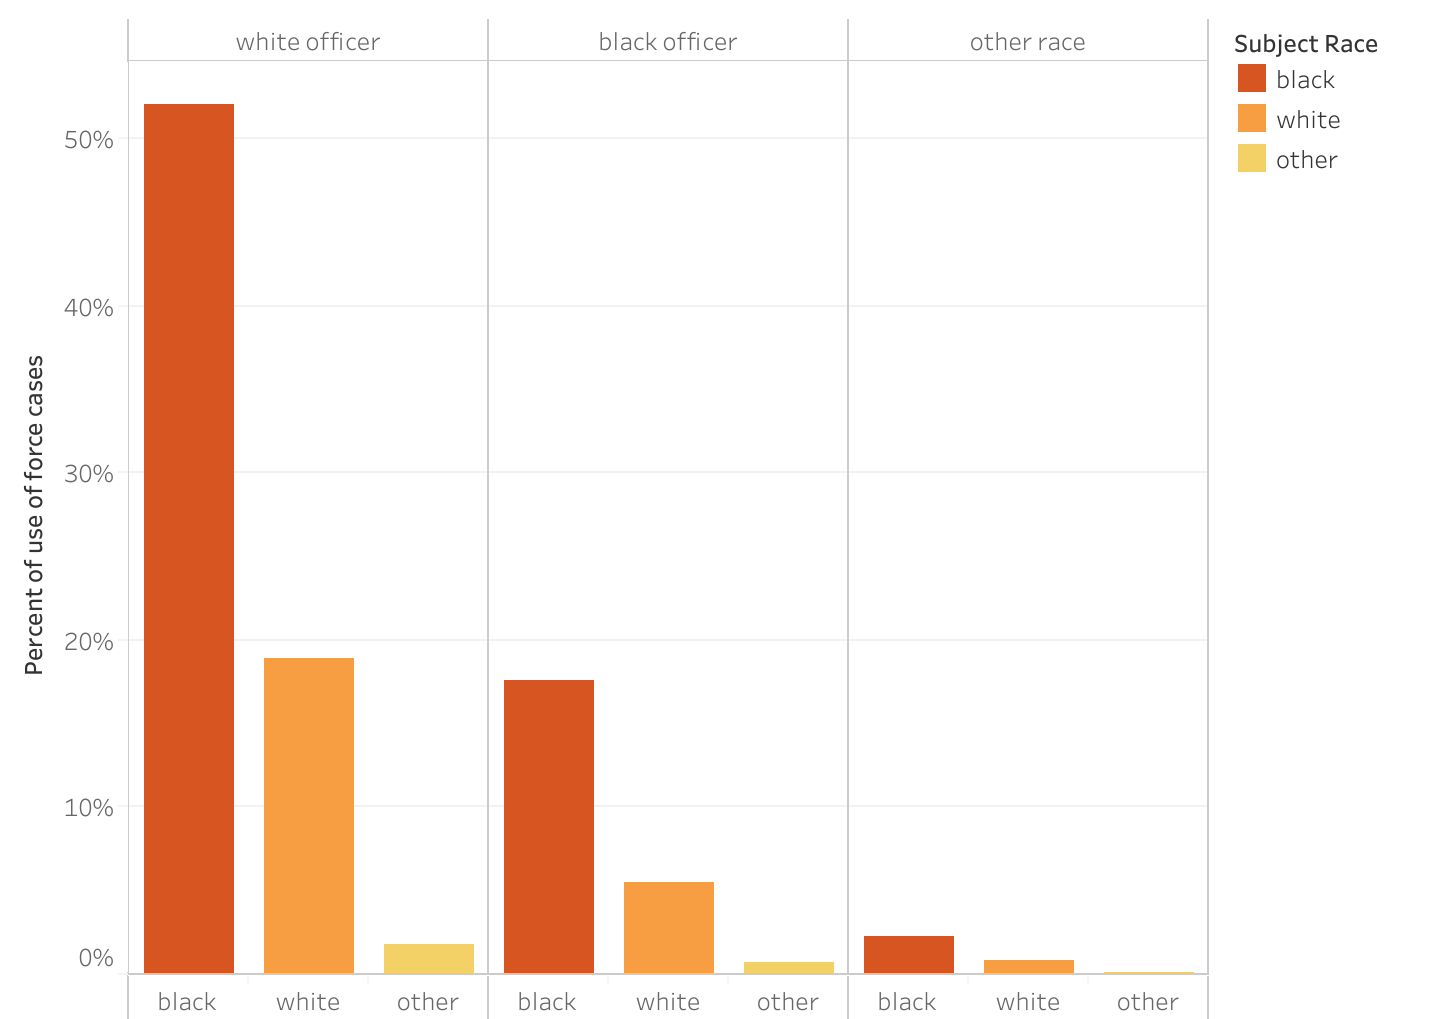 white officer
black officer
other race
Subject Race
black
white
other
50%
40%
30%
20%
10%
0%
Percent of use of force cases
black
white
other
black
white
other
black
white
other